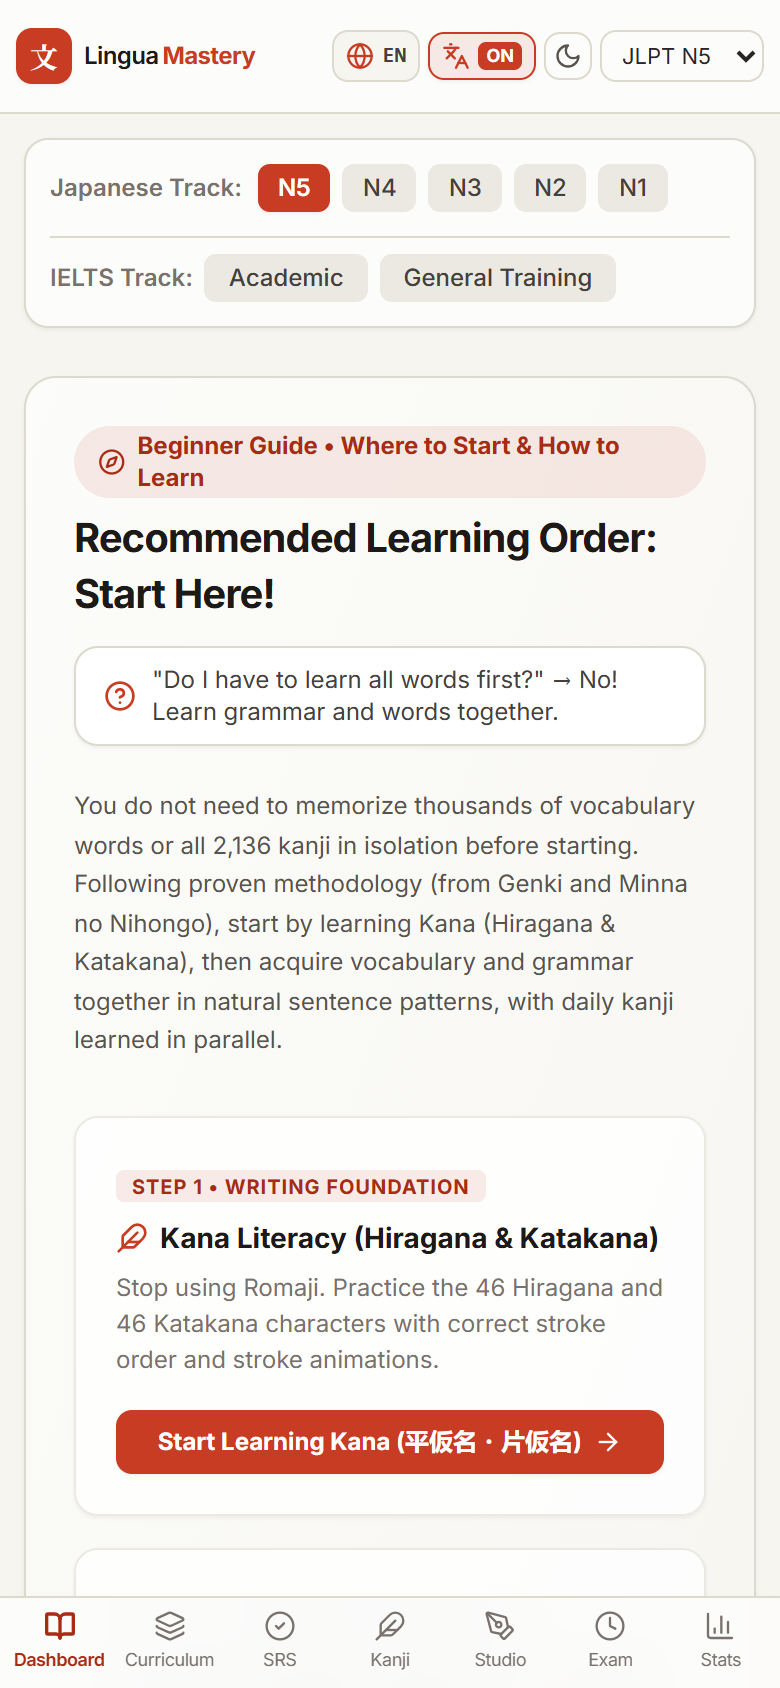 文 Lingua Mastery EN ON JLPT N5
Japanese Track: N5 N4 N3 N2 N1
IELTS Track: Academic General Training
Beginner Guide • Where to Start & How to
Learn
Recommended Learning Order:
Start Here!
"Do I have to learn all words first?" → No!
Learn grammar and words together.
You do not need to memorize thousands of vocabulary
words or all 2,136 kanji in isolation before starting.
Following proven methodology (from Genki and Minna
no Nihongo), start by learning Kana (Hiragana &
Katakana), then acquire vocabulary and grammar
together in natural sentence patterns, with daily kanji
learned in parallel.
STEP 1 • WRITING FOUNDATION
Kana Literacy (Hiragana & Katakana)
Stop using Romaji. Practice the 46 Hiragana and
46 Katakana characters with correct stroke
order and stroke animations.
Start Learning Kana (平仮名・片仮名) →
Dashboard Curriculum SRS Kanji Studio Exam Stats